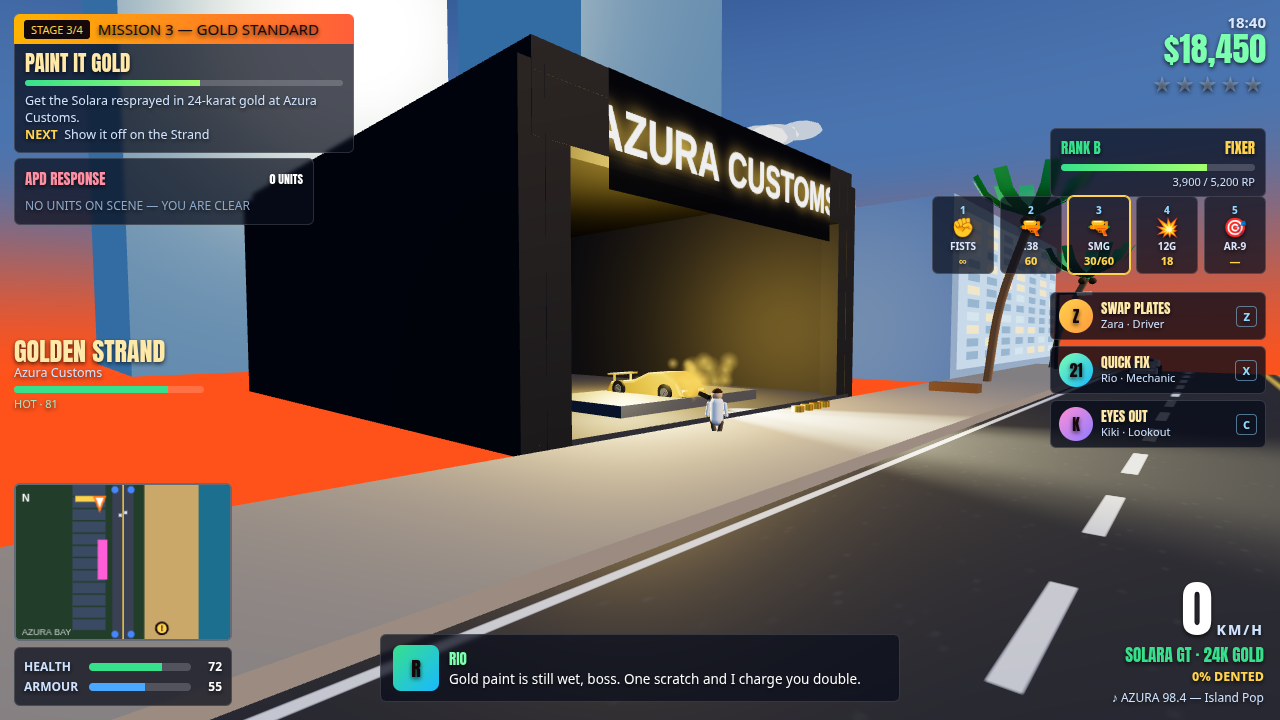 STAGE 3/4 MISSION 3 — GOLD STANDARD
PAINT IT GOLD
Get the Solara resprayed in 24-karat gold at Azura
Customs.
NEXT Show it off on the Strand
APD RESPONSE 0 UNITS
NO UNITS ON SCENE — YOU ARE CLEAR
18:40
$18,450
RANK B FIXER
3,900 / 5,200 RP
1 2 3 4 5
FISTS .38 SMG 12G AR-9
∞ 60 30/60 18 —
Z SWAP PLATES Z
Zara · Driver
21 QUICK FIX X
Rio · Mechanic
K EYES OUT C
Kiki · Lookout
AZURA CUSTOMS
GOLDEN STRAND
Azura Customs
HOT · 81
N
!
AZURA BAY
HEALTH 72
ARMOUR 55
R RIO
Gold paint is still wet, boss. One scratch and I charge you double.
0 KM/H
SOLARA GT · 24K GOLD
0% DENTED
♪ AZURA 98.4 — Island Pop